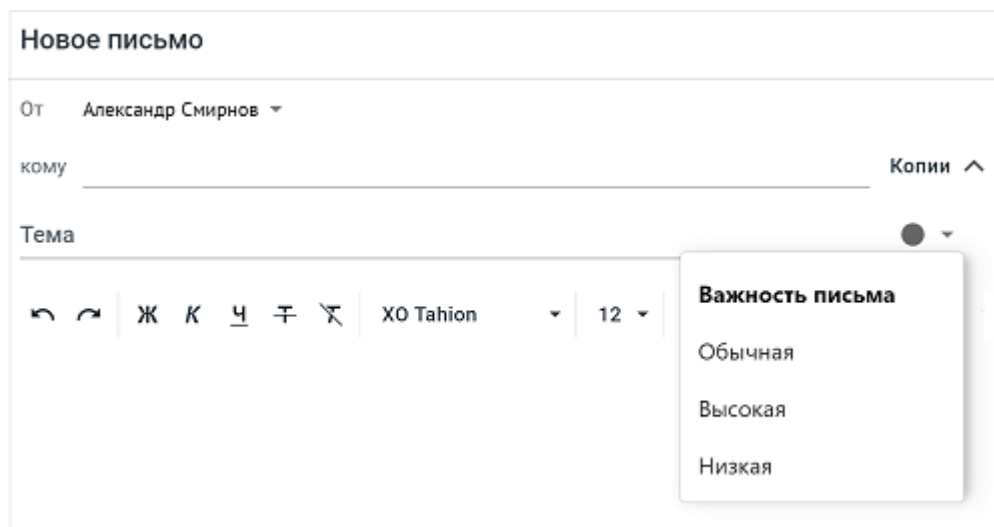 Новое письмо
От Александр Смирнов
кому Копии
Тема
Ж К Ч Т Т XO Tahion 12
Важность письма
Обычная
Высокая
Низкая